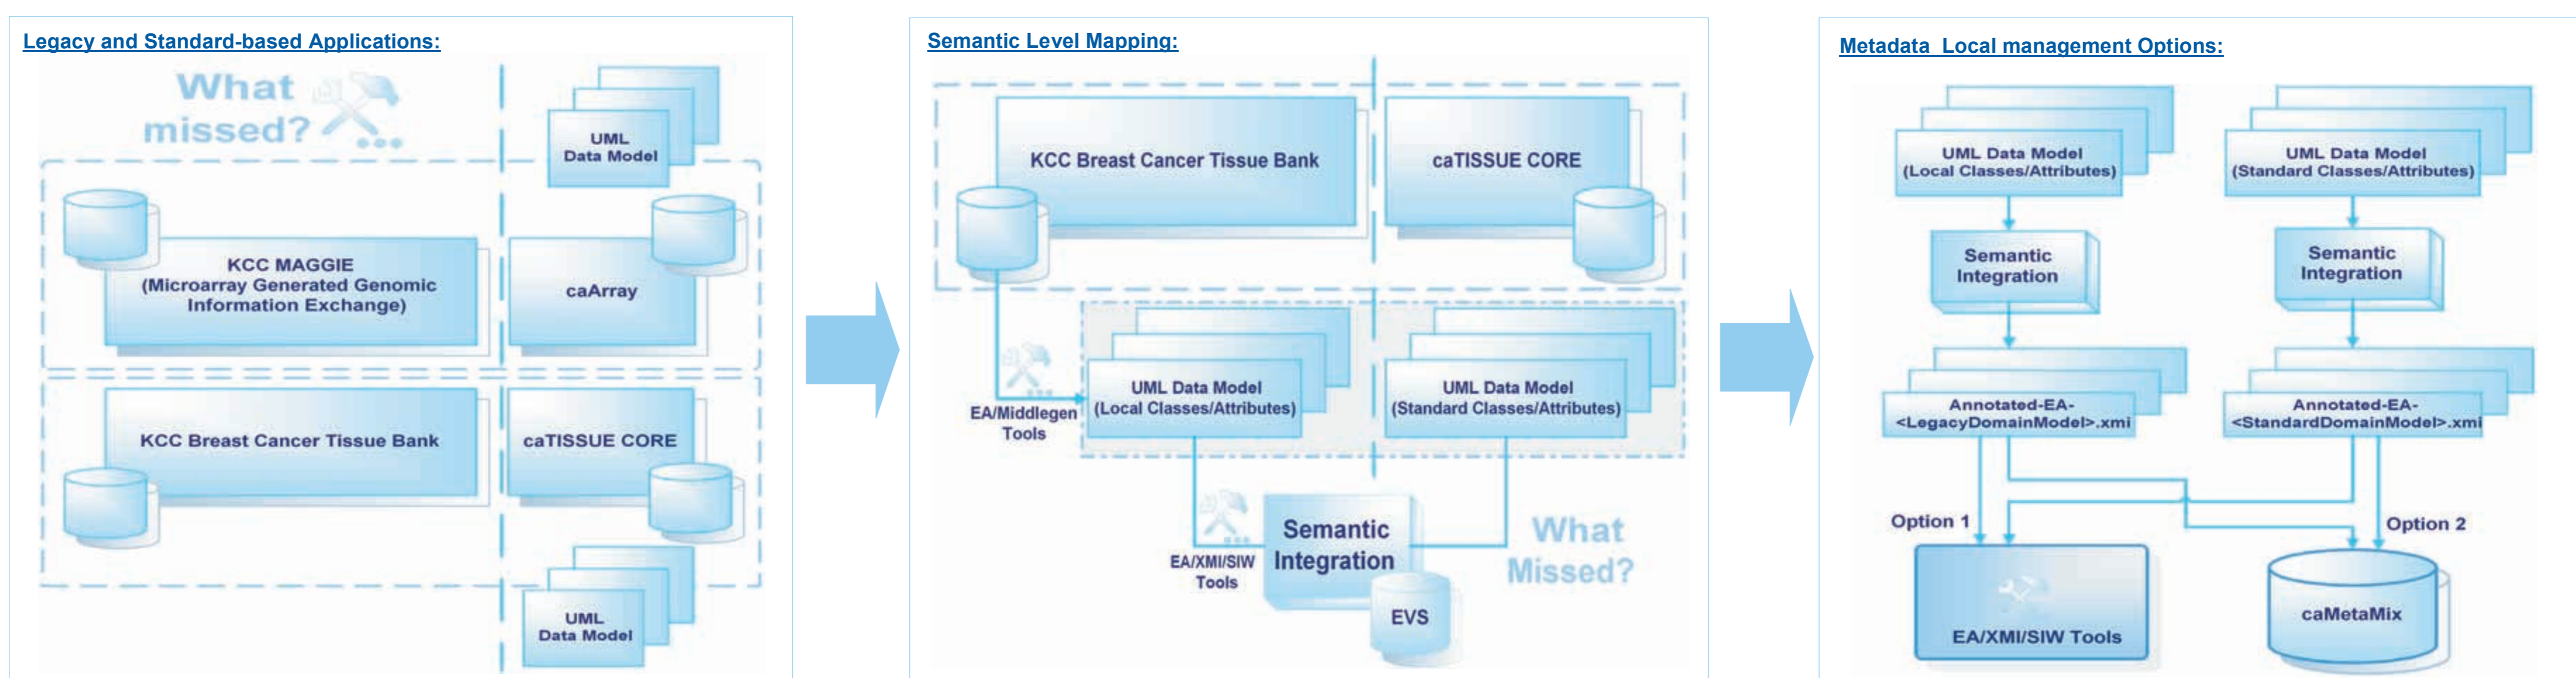 Legacy and Standard-based Applications:
What
missed?
UML
Data Model
KCC MAGGIE
(Microarray Generated Genomic
Information Exchange)
caArray
KCC Breast Cancer Tissue Bank
caTISSUE CORE
UML
Data Model
Semantic Level Mapping:
KCC Breast Cancer Tissue Bank
caTISSUE CORE
EA/Middlegen
Tools
UML Data Model
(Local Classes/Attributes)
UML Data Model
(Standard Classes/Attributes)
EA/XMI/SIW
Tools
Semantic
Integration
EVS
What
Missed?
Metadata  Local management Options:
UML Data Model
(Local Classes/Attributes)
UML Data Model
(Standard Classes/Attributes)
Semantic
Integration
Semantic
Integration
Annotated-EA-
<LegacyDomainModel>.xmi
Annotated-EA-
<StandardDomainModel>.xmi
Option 1
Option 2
EA/XMI/SIW Tools
caMetaMix